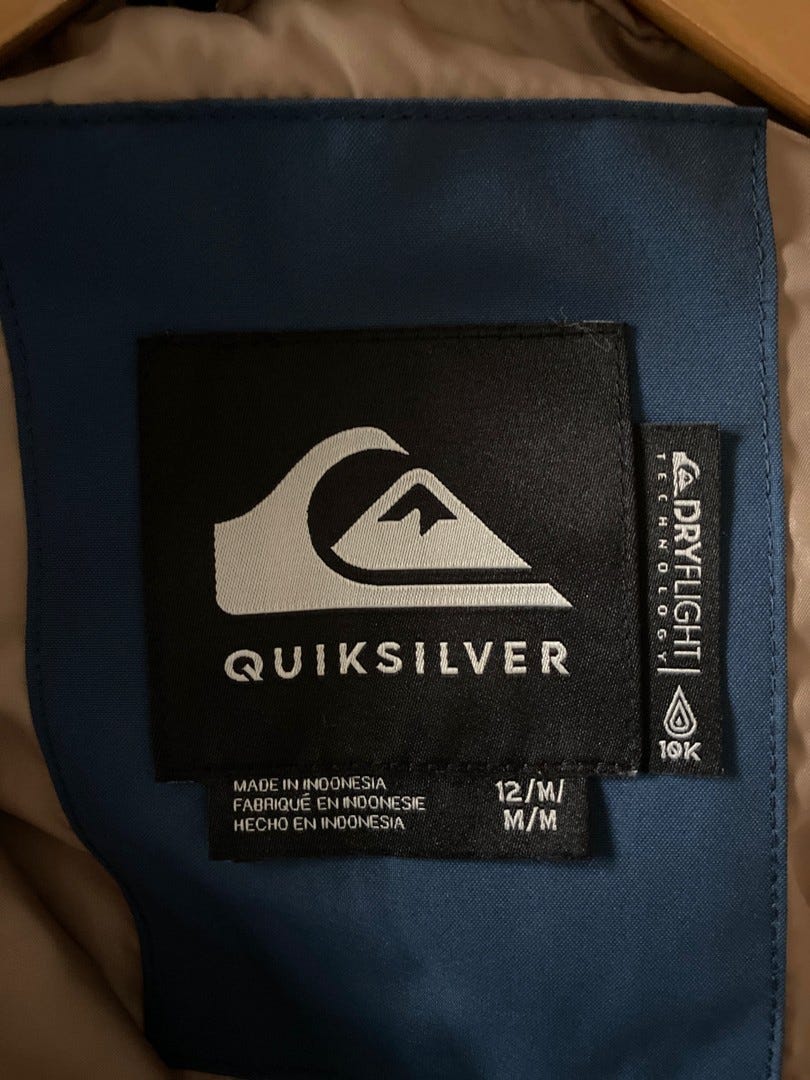 QUIKSILVER
DRYFLIGHT
TECHNOLOGY
10K
MADE IN INDONESIA
FABRIQUÉ EN INDONESIE
HECHO EN INDONESIA
12/M/
M/M